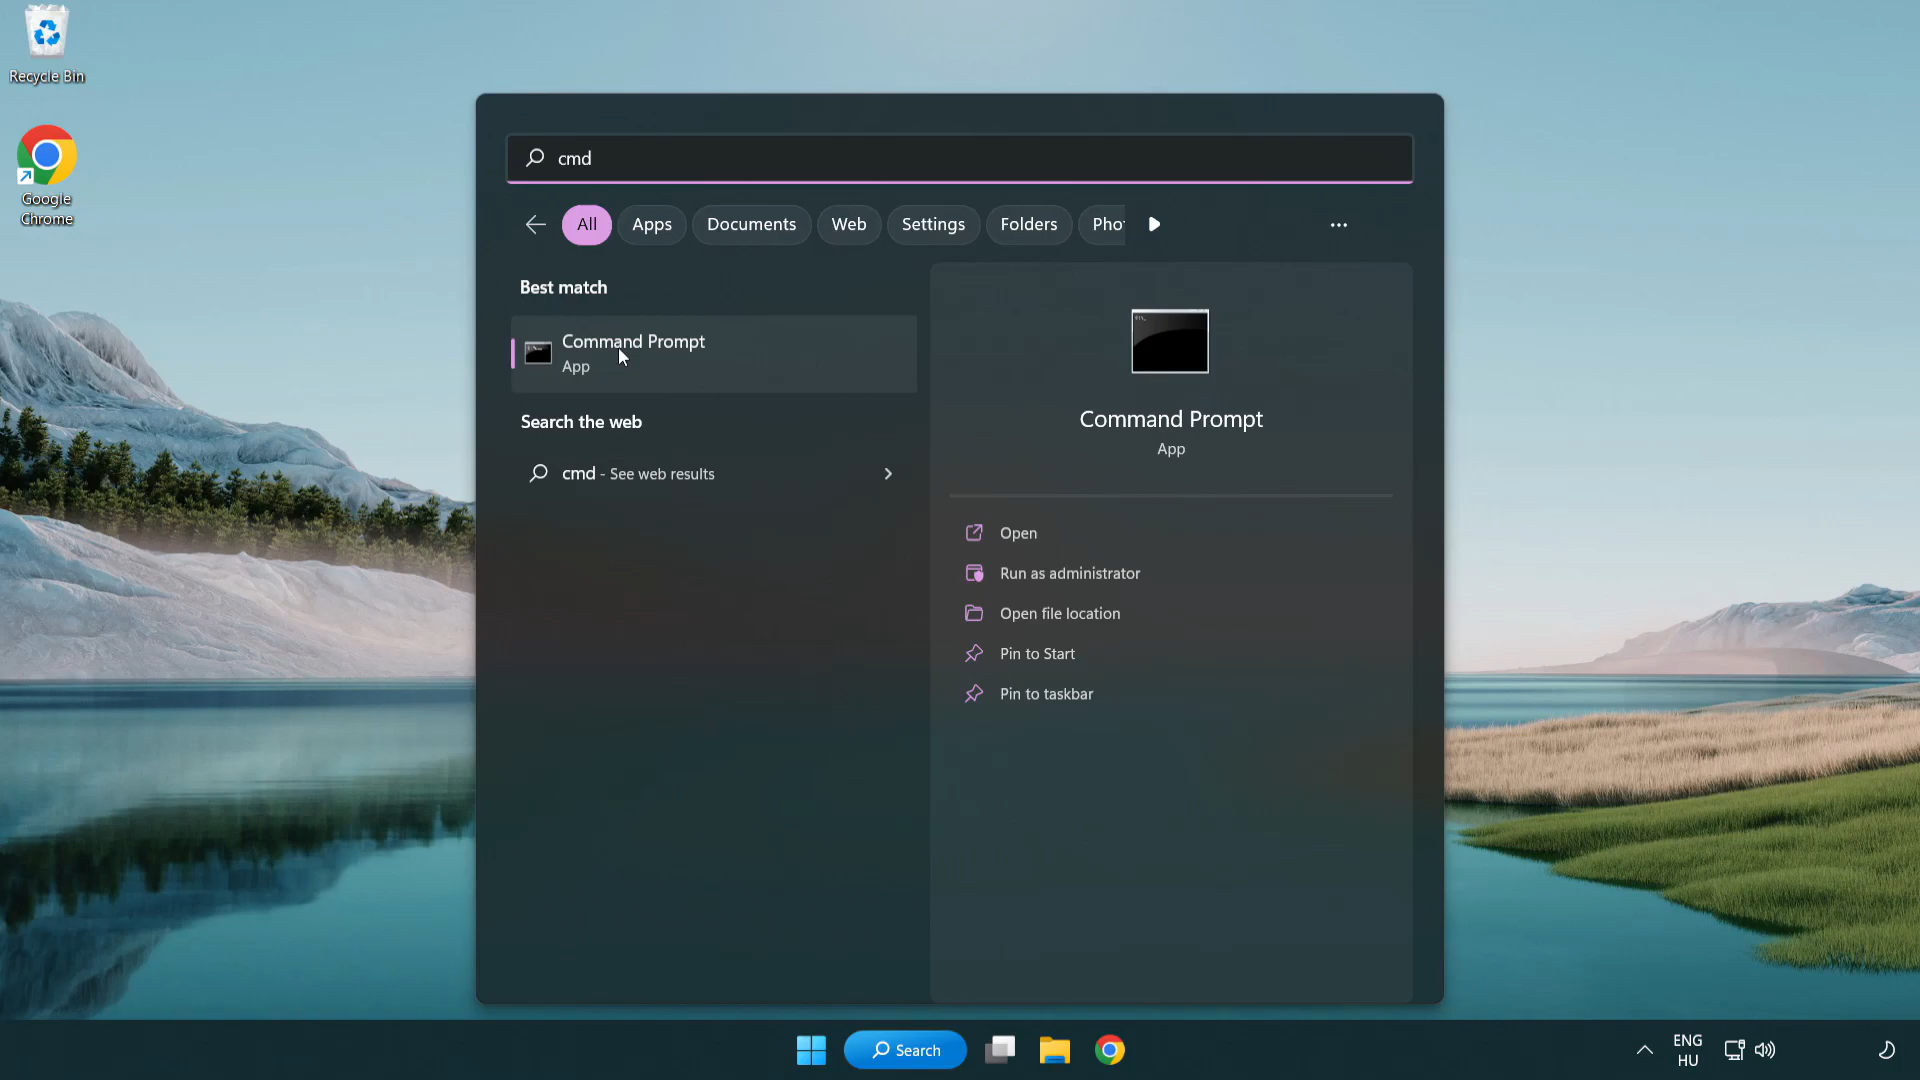 Recycle Bin
Google
Chrome
cmd
All
Apps
Documents
Web
Settings
Folders
Pho
Best match
Command Prompt
App
Search the web
cmd - See web results
Command Prompt
App
Open
Run as administrator
Open file location
Pin to Start
Pin to taskbar
Search
ENG
HU